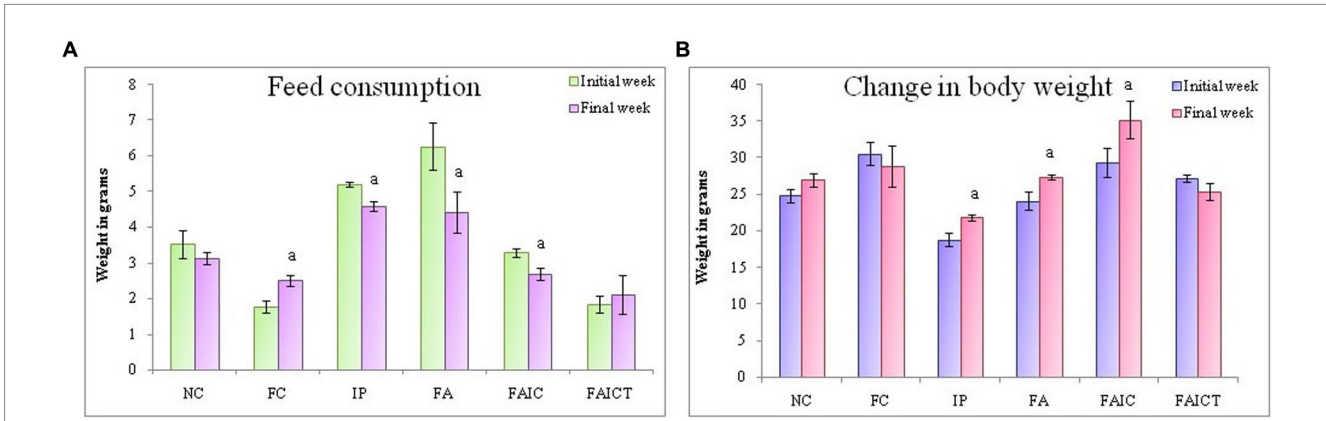 A
Feed consumption
Initial week
Final week
Weight in grams
8
7
6
5
4
3
2
1
0
a
a
a
a
NC FC IP FA FAIC FAICT
B
Change in body weight
Initial week
Final week
Weight in grams
40
35
30
25
20
15
10
5
0
a
a
a
NC FC IP FA FAIC FAICT